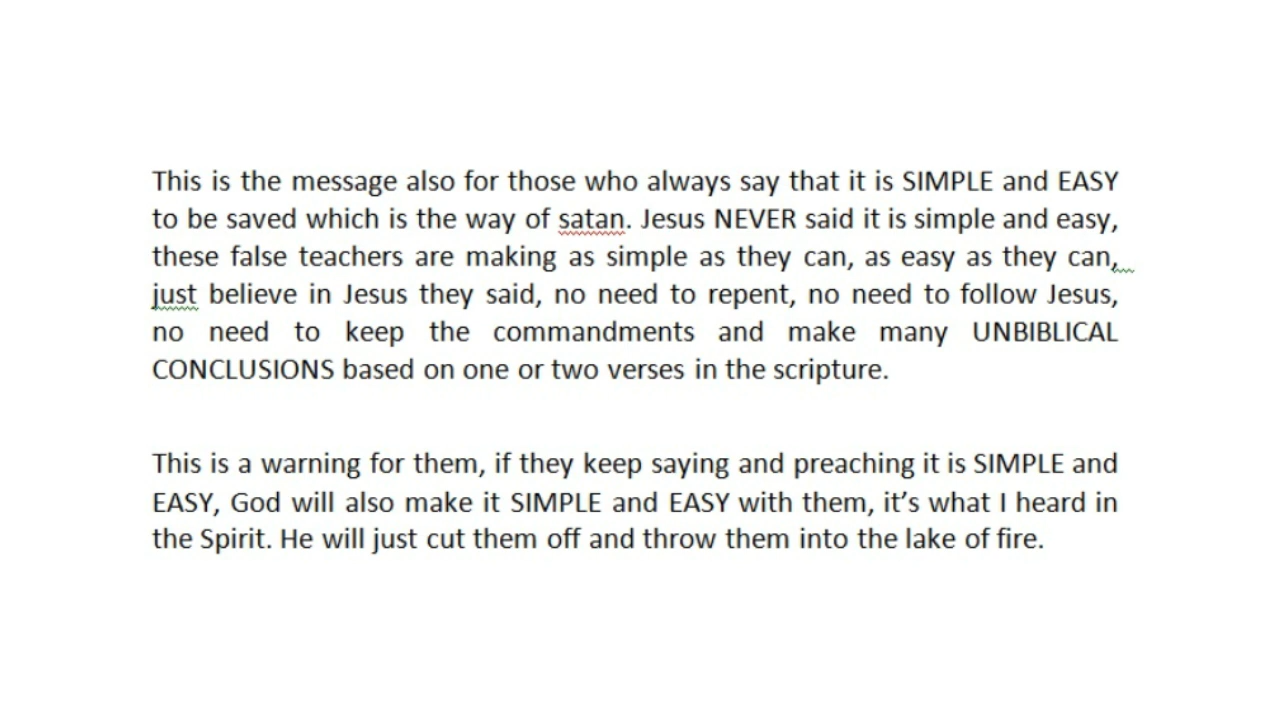 This is the message also for those who always say that it is SIMPLE and EASY
to be saved which is the way of satan. Jesus NEVER said it is simple and easy,
these false teachers are making as simple as they can, as easy as they can,
just believe in Jesus they said, no need to repent, no need to follow Jesus,
no need to keep the commandments and make many UNBIBLICAL
CONCLUSIONS based on one or two verses in the scripture.
This is a warning for them, if they keep saying and preaching it is SIMPLE and
EASY, God will also make it SIMPLE and EASY with them, it’s what I heard in
the Spirit. He will just cut them off and throw them into the lake of fire.